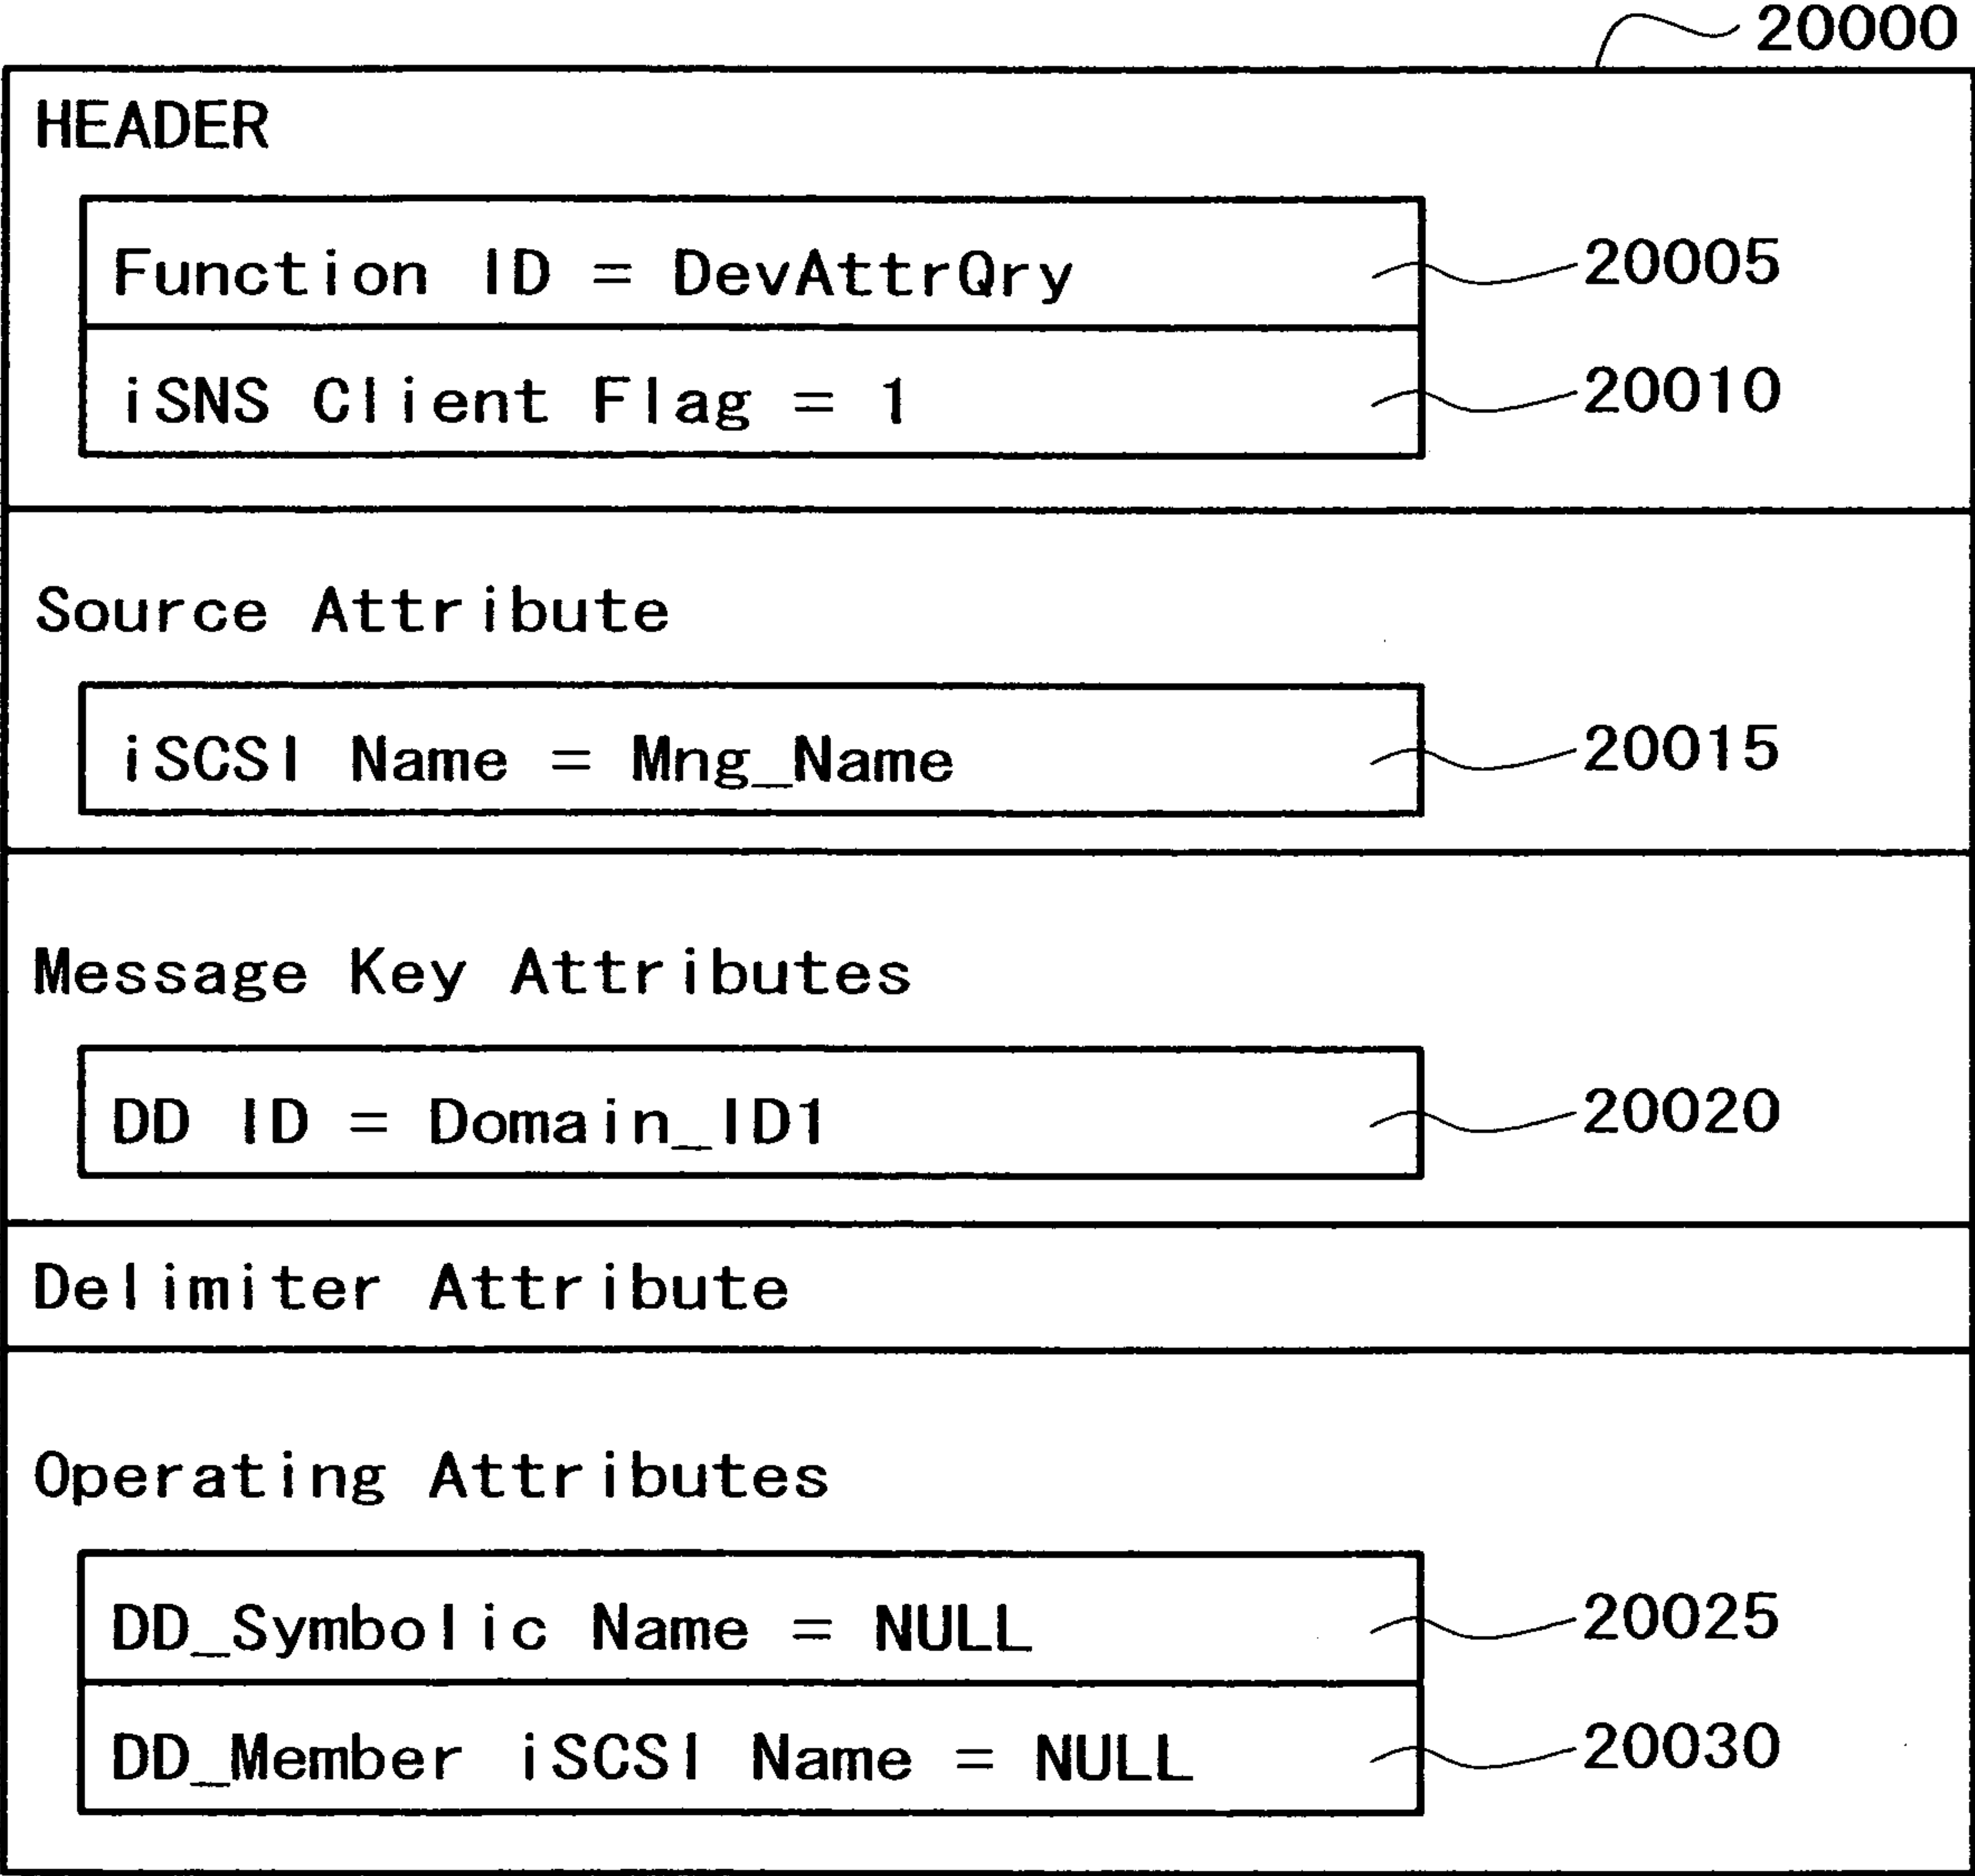 20000
HEADER
Function ID = DevAttrQry 20005
iSNS Client Flag = 1 20010
Source Attribute
iSCSI Name = Mng_Name 20015
Message Key Attributes
DD ID = Domain_ID1 20020
Delimiter Attribute
Operating Attributes
DD_Symbolic Name = NULL 20025
DD_Member iSCSI Name = NULL 20030